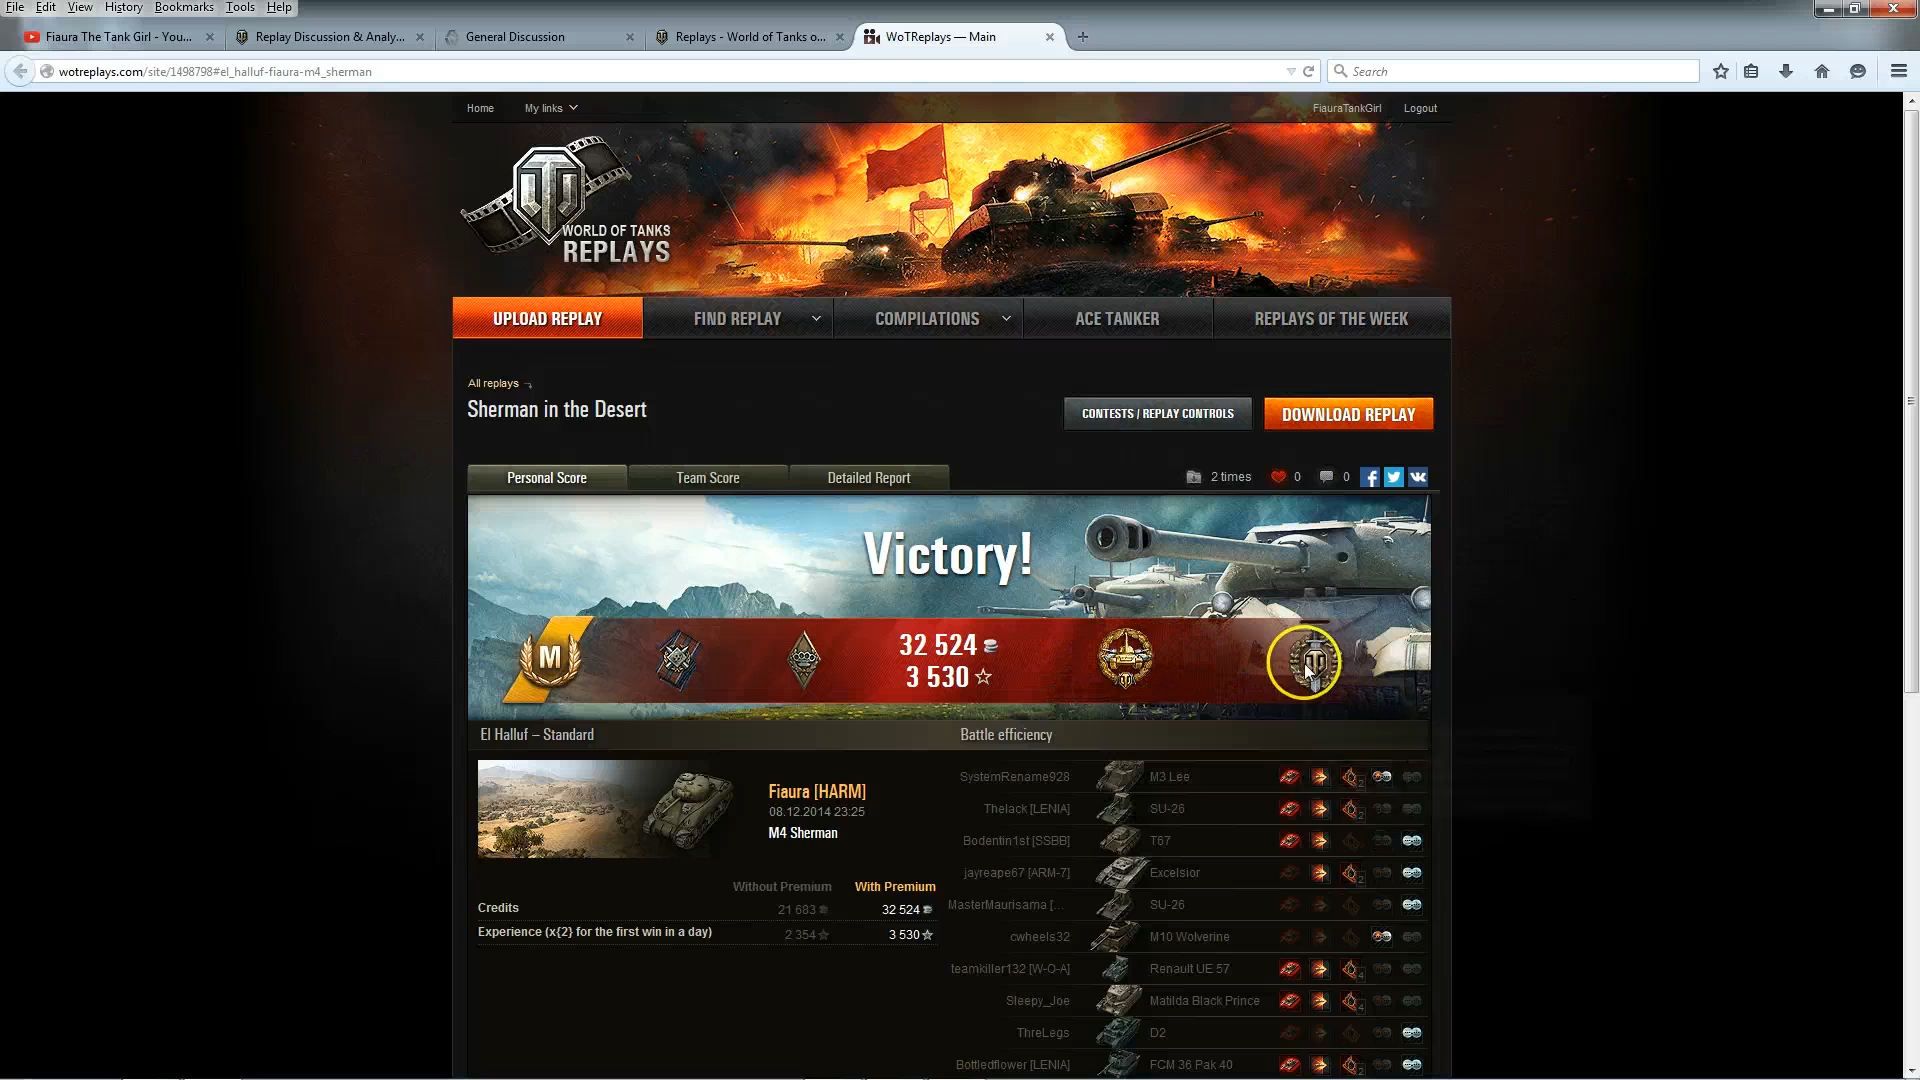 File Edit View History Bookmarks Tools Help
Fiaura The Tank Girl - You...
Replay Discussion & Analy...
General Discussion
Replays - World of Tanks o...
WoTReplays — Main
wotreplays.com/site/1498798#el_halluf-fiaura-m4_sherman
Search
Home
My links
FiauraTankGirl
Logout
WORLD OF TANKS
REPLAYS
UPLOAD REPLAY
FIND REPLAY
COMPILATIONS
ACE TANKER
REPLAYS OF THE WEEK
All replays
Sherman in the Desert
CONTESTS / REPLAY CONTROLS
DOWNLOAD REPLAY
Personal Score
Team Score
Detailed Report
2 times
0
0
Victory!
M
32 524
3 530
El Halluf – Standard
Battle efficiency
Fiaura [HARM]
08.12.2014 23:25
M4 Sherman
Without Premium
With Premium
Credits
21 683
32 524
Experience (x{2} for the first win in a day)
2 354
3 530
SystemRename928 M3 Lee 2
Thelack [LENIA] SU-26 2
Bodentin1st [SSBB] T67
jayreape67 [ARM-7] Excelsior 2
MasterMaurisama [... SU-26
cwheels32 M10 Wolverine
teamkiller132 [W-O-A] Renault UE 57 4
Sleepy_Joe Matilda Black Prince 4
ThreLegs D2
Bottledflower [LENIA] FCM 36 Pak 40 2